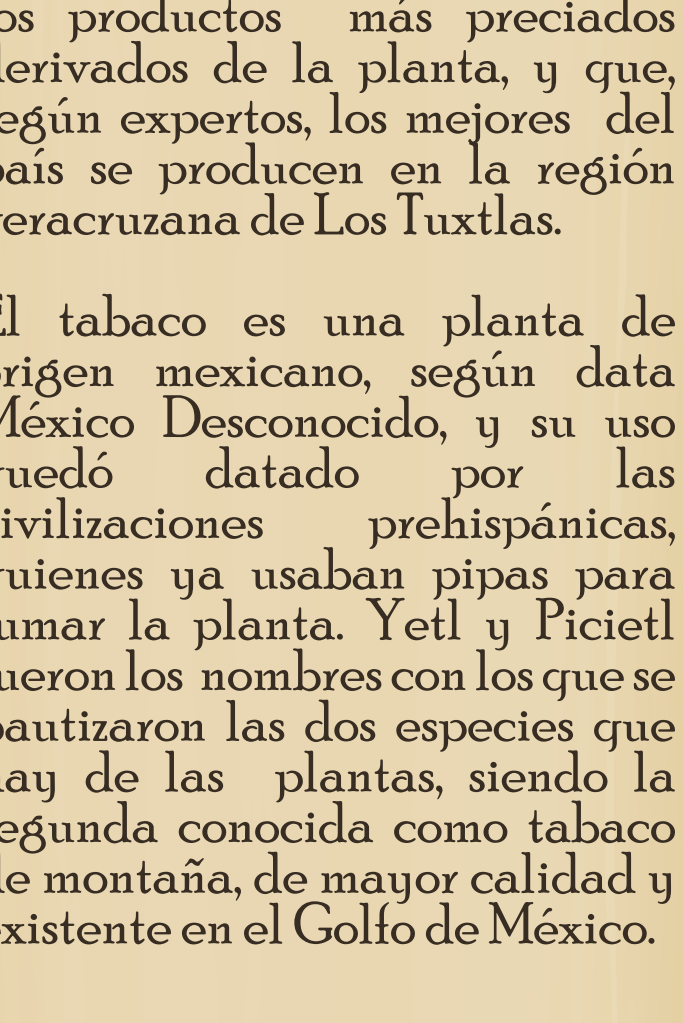 los productos más preciados
derivados de la planta, y que,
según expertos, los mejores del
país se producen en la región
veracruzana de Los Tuxtlas.
El tabaco es una planta de
origen mexicano, según data
México Desconocido, y su uso
quedó datado por las
civilizaciones prehispánicas,
quienes ya usaban pipas para
fumar la planta. Yetl y Picietl
fueron los nombres con los que se
bautizaron las dos especies que
hay de las plantas, siendo la
segunda conocida como tabaco
de montaña, de mayor calidad y
existente en el Golfo de México.